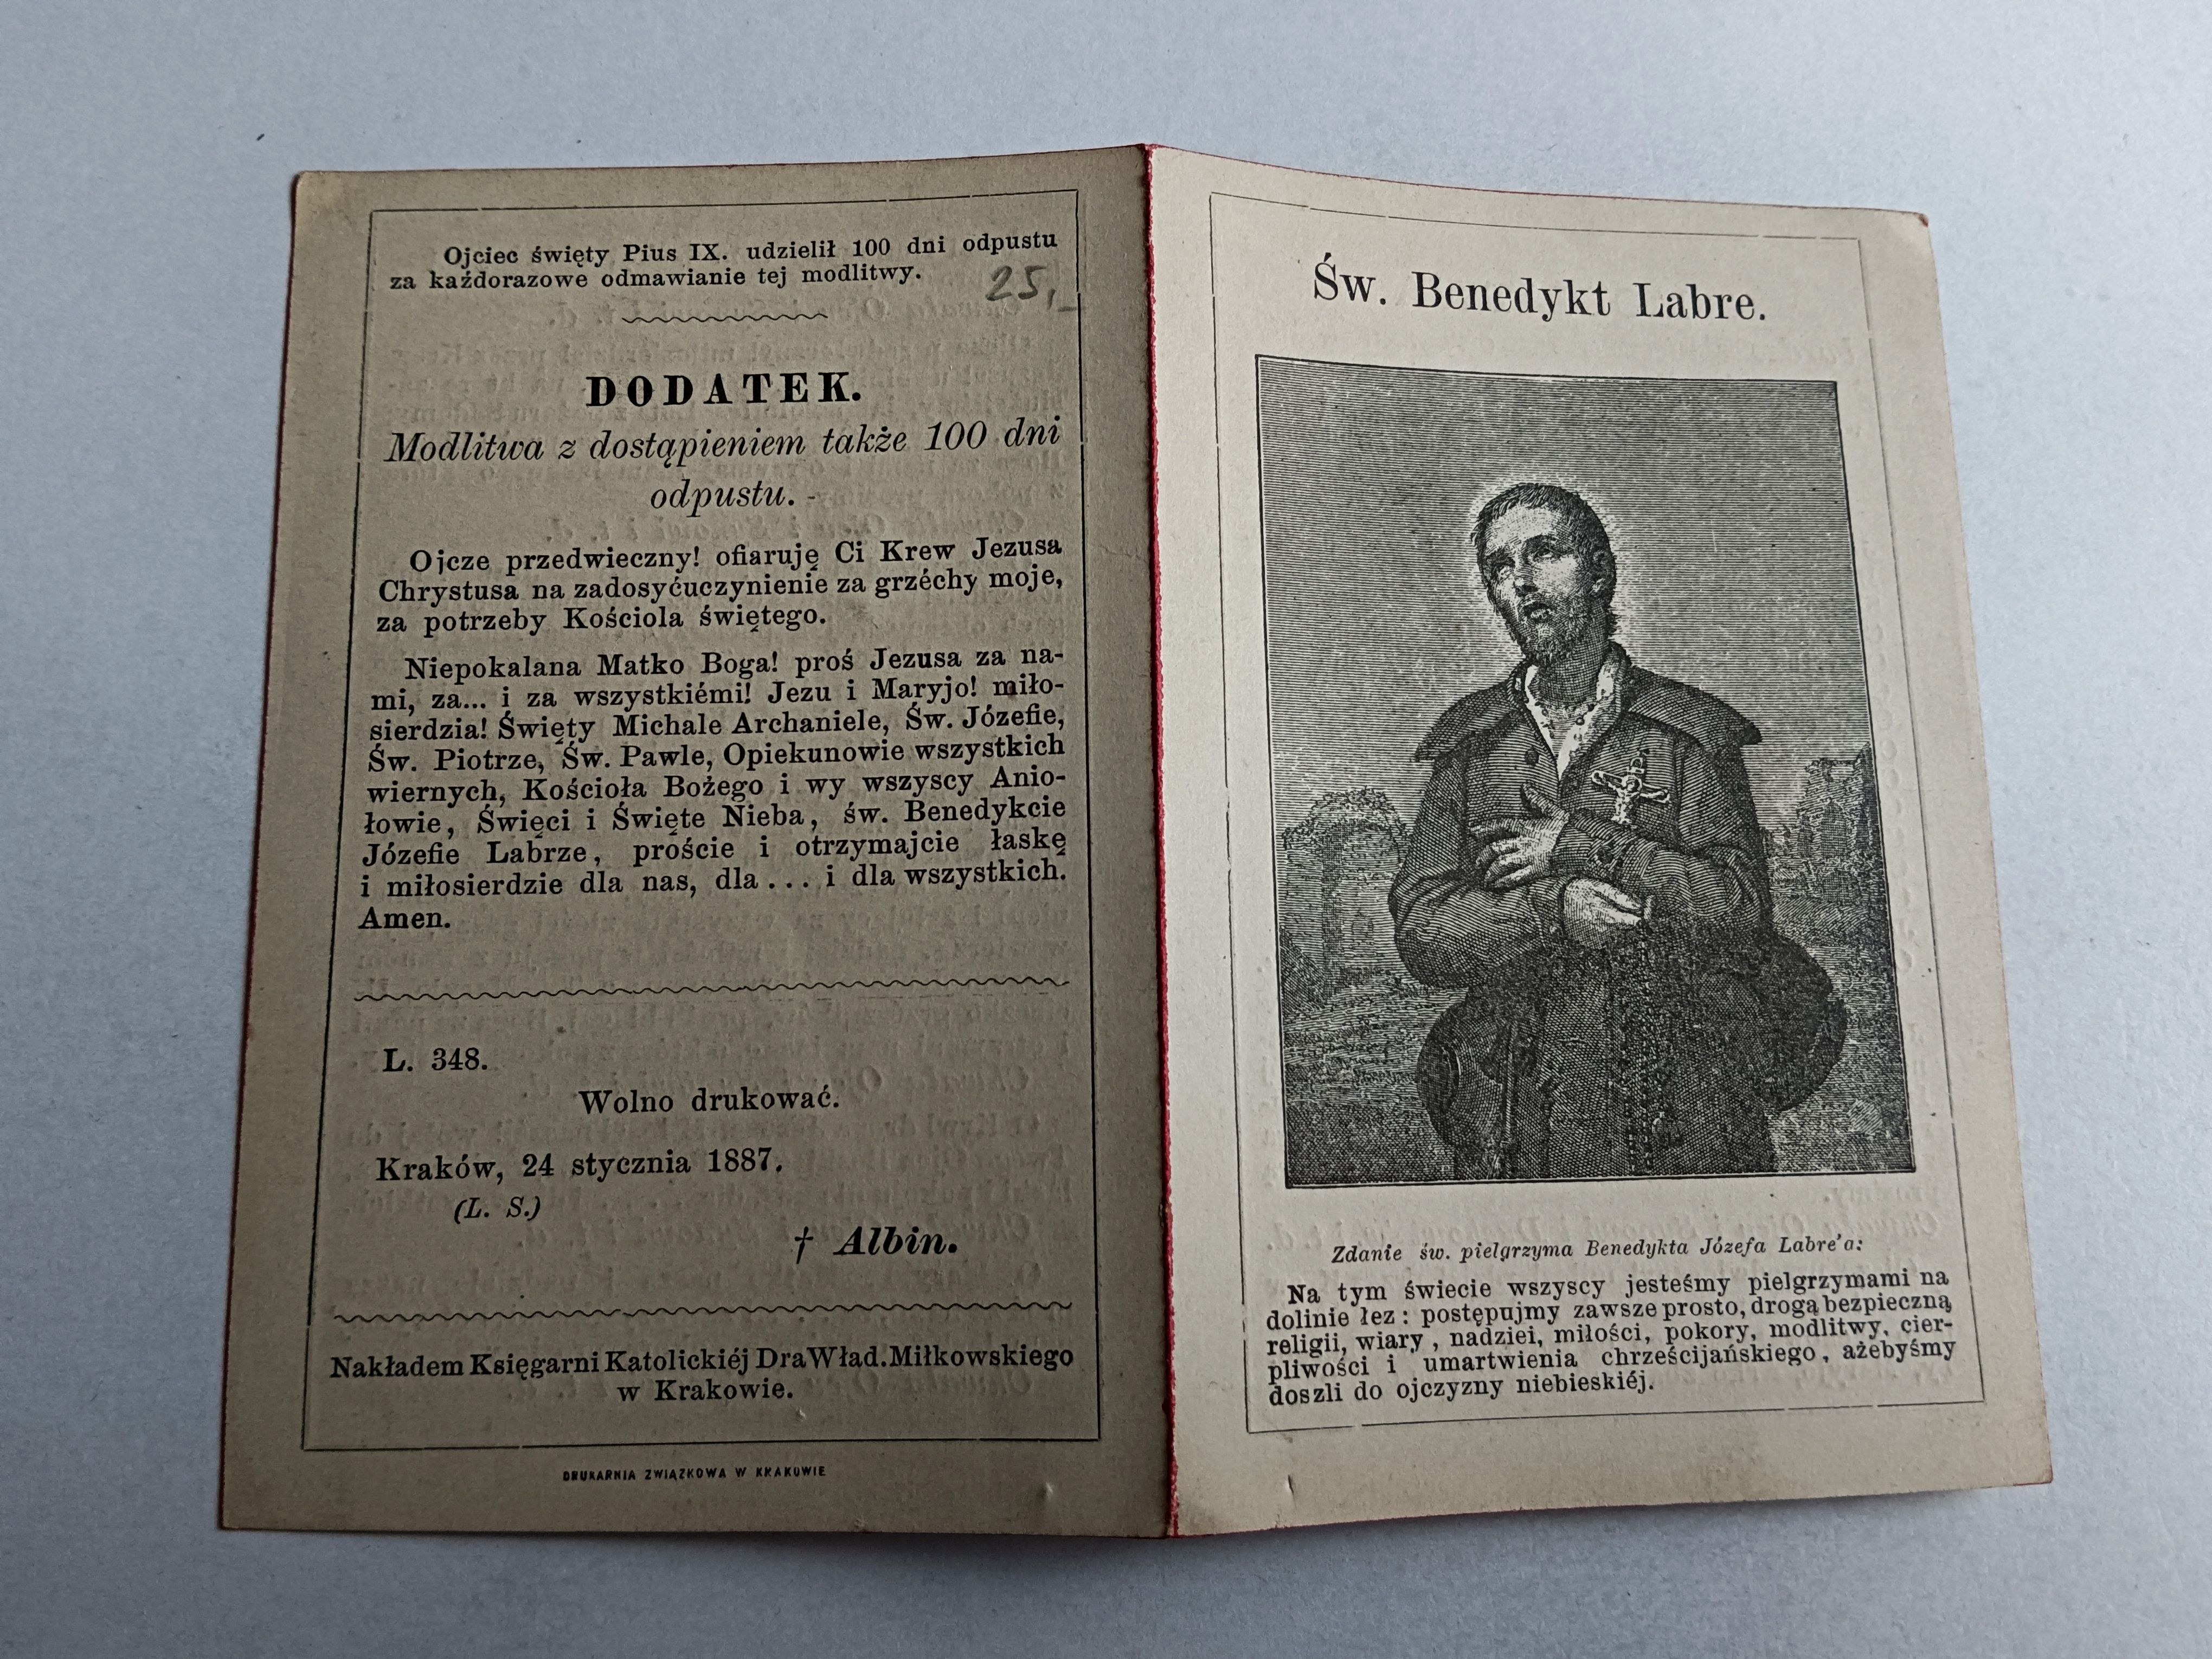 Ojciec święty Pius IX. udzielił 100 dni odpustu
za każdorazowe odmawianie tej modlitwy.
25,-
DODATEK.
Modlitwa z dostąpieniem także 100 dni
odpustu. -
Ojcze przedwieczny! ofiaruję Ci Krew Jezusa
Chrystusa na zadosyćuczynienie za grzéchy moje,
za potrzeby Kościola świętego.
Niepokalana Matko Boga! proś Jezusa za na-
mi, za... i za wszystkiémi! Jezu i Maryjo! miło-
sierdzia! Święty Michale Archaniele, Św. Józefie,
Św. Piotrze, Św. Pawle, Opiekunowie wszystkich
wiernych, Kościoła Bożego i wy wszyscy Anio-
łowie, Święci i Święte Nieba, św. Benedykcie
Józefie Labrze, proście i otrzymajcie łaskę
i miłosierdzie dla nas, dla ... i dla wszystkich.
Amen.
L. 348.
Wolno drukować.
Kraków, 24 stycznia 1887.
(L. S.)
† Albin.
Nakładem Księgarni Katolickiéj Dra Wład. Miłkowskiego
w Krakowie.
DRUKARNIA ZWIĄZKOWA W KRAKOWIE
Św. Benedykt Labre.
Zdanie św. pielgrzyma Benedykta Józefa Labre'a:
Na tym świecie wszyscy jesteśmy pielgrzymami na
dolinie łez : postępujmy zawsze prosto, drogą bezpieczną
religii, wiary , nadziei, miłości, pokory, modlitwy, cier-
pliwości i umartwienia chrześcijańskiego , ażebyśmy
doszli do ojczyzny niebieskiéj.